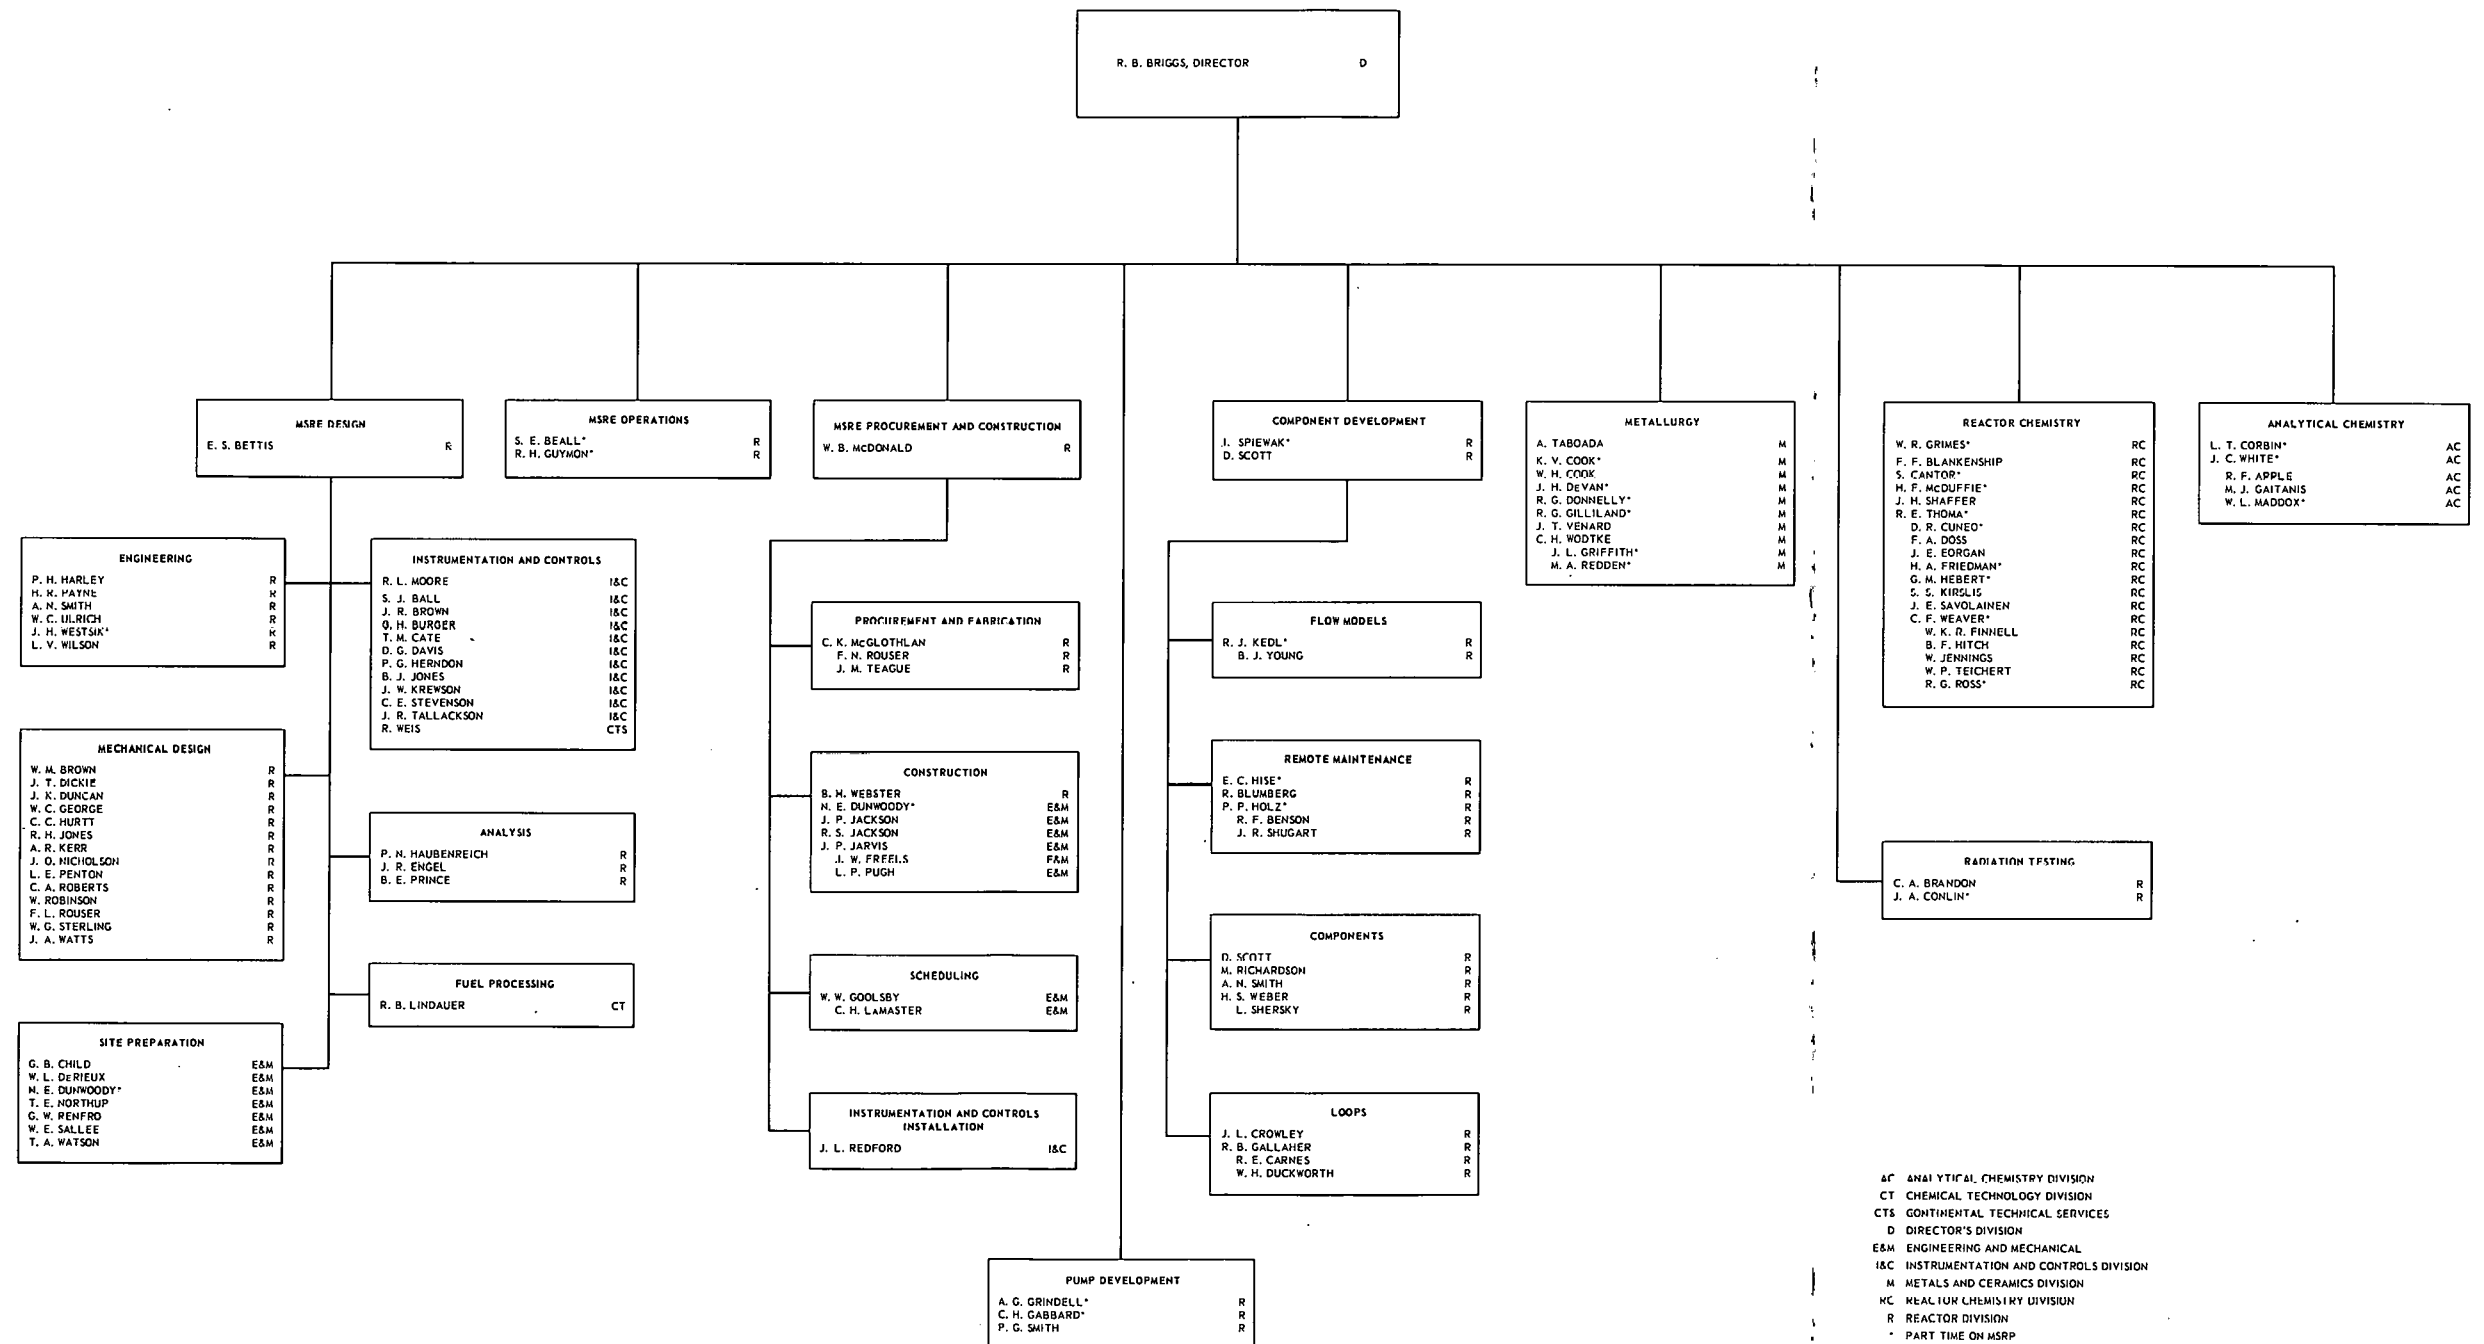 R. B. BRIGGS, DIRECTOR D
MSRE DESIGN
E. S. BETTIS R
MSRE OPERATIONS
S. E. BEALL* R
R. H. GUYMON* R
MSRE PROCUREMENT AND CONSTRUCTION
W. B. McDONALD R
COMPONENT DEVELOPMENT
I. SPIEWAK* R
D. SCOTT R
METALLURGY
A. TABOADA M
K. V. COOK* M
W. H. COOK M
J. H. DeVAN* M
R. G. DONNELLY* M
R. G. GILLILAND* M
J. T. VENARD M
C. H. WODTKE M
J. L. GRIFFITH* M
M. A. REDDEN* M
REACTOR CHEMISTRY
W. R. GRIMES* RC
F. F. BLANKENSHIP RC
S. CANTOR* RC
H. F. McDUFFIE* RC
J. H. SHAFFER RC
R. E. THOMA* RC
D. R. CUNEO* RC
F. A. DOSS RC
J. E. EORGAN RC
H. A. FRIEDMAN* RC
G. M. HEBERT* RC
S. S. KIRSLIS RC
J. E. SAVOLAINEN RC
C. F. WEAVER* RC
W. K. R. FINNELL RC
B. F. HITCH RC
W. JENNINGS RC
W. P. TEICHERT RC
R. G. ROSS* RC
ANALYTICAL CHEMISTRY
L. T. CORBIN* AC
J. C. WHITE* AC
R. F. APPLE AC
M. J. GAITANIS AC
W. L. MADDOX* AC
ENGINEERING
P. H. HARLEY R
H. R. PAYNE R
A. N. SMITH R
W. C. ULRICH R
J. H. WESTSIK* R
L. V. WILSON R
INSTRUMENTATION AND CONTROLS
R. L. MOORE I&C
S. J. BALL I&C
J. R. BROWN I&C
O. H. BURGER I&C
T. M. CATE I&C
D. G. DAVIS I&C
P. G. HERNDON I&C
B. J. JONES I&C
J. W. KREWSON I&C
C. E. STEVENSON I&C
J. R. TALLACKSON I&C
R. WEIS CTS
MECHANICAL DESIGN
W. M. BROWN R
J. T. DICKIE R
J. K. DUNCAN R
W. C. GEORGE R
C. C. HURTT R
R. H. JONES R
A. R. KERR R
J. O. NICHOLSON R
L. E. PENTON R
C. A. ROBERTS R
W. ROBINSON R
F. L. ROUSER R
W. G. STERLING R
J. A. WATTS R
ANALYSIS
P. N. HAUBENREICH R
J. R. ENGEL R
B. E. PRINCE R
FUEL PROCESSING
R. B. LINDAUER CT
SITE PREPARATION
G. B. CHILD E&M
W. L. DeRIEUX E&M
N. E. DUNWOODY* E&M
T. E. NORTHUP E&M
G. W. RENFRO E&M
W. E. SALLEE E&M
T. A. WATSON E&M
PROCUREMENT AND FABRICATION
C. K. McGLOTHLAN R
F. N. ROUSER R
J. M. TEAGUE R
CONSTRUCTION
B. H. WEBSTER R
N. E. DUNWOODY* E&M
J. P. JACKSON E&M
R. S. JACKSON E&M
J. P. JARVIS E&M
J. W. FREELS E&M
L. P. PUGH E&M
SCHEDULING
W. W. GOOLSBY E&M
C. H. LaMASTER E&M
INSTRUMENTATION AND CONTROLS
INSTALLATION
J. L. REDFORD I&C
FLOW MODELS
R. J. KEDL* R
B. J. YOUNG R
REMOTE MAINTENANCE
E. C. HISE* R
R. BLUMBERG R
P. P. HOLZ* R
R. F. BENSON R
J. R. SHUGART R
COMPONENTS
D. SCOTT R
M. RICHARDSON R
A. N. SMITH R
H. S. WEBER R
L. SHERSKY R
LOOPS
J. L. CROWLEY R
R. B. GALLAHER R
R. E. CARNES R
W. H. DUCKWORTH R
RADIATION TESTING
C. A. BRANDON R
J. A. CONLIN* R
PUMP DEVELOPMENT
A. G. GRINDELL* R
C. H. GABBARD* R
P. G. SMITH R
AC ANALYTICAL CHEMISTRY DIVISION
CT CHEMICAL TECHNOLOGY DIVISION
CTS CONTINENTAL TECHNICAL SERVICES
D DIRECTOR'S DIVISION
E&M ENGINEERING AND MECHANICAL
I&C INSTRUMENTATION AND CONTROLS DIVISION
M METALS AND CERAMICS DIVISION
RC REACTOR CHEMISTRY DIVISION
R REACTOR DIVISION
* PART TIME ON MSRP